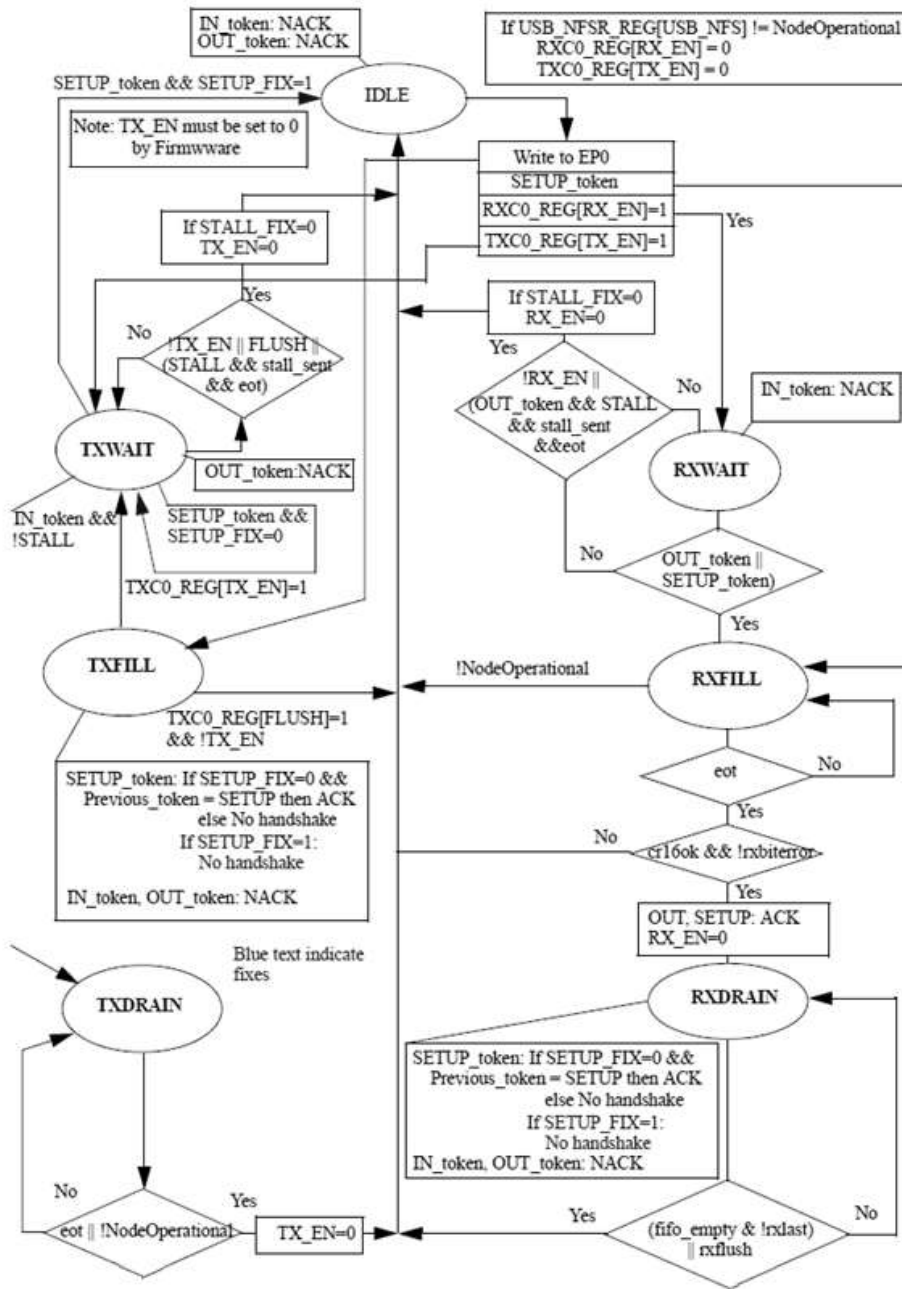 IN_token: NACK
OUT_token: NACK
If USB_NFSR_REG[USB_NFS] != NodeOperational
RXC0_REG[RX_EN] = 0
TXC0_REG[TX_EN] = 0
SETUP_token && SETUP_FIX=1
IDLE
Note: TX_EN must be set to 0
by Firmwware
Write to EP0
SETUP_token
RXC0_REG[RX_EN]=1
TXC0_REG[TX_EN]=1
Yes
If STALL_FIX=0
TX_EN=0
Yes
No
!TX_EN || FLUSH ||
(STALL && stall_sent
&& eot)
If STALL_FIX=0
RX_EN=0
Yes
!RX_EN ||
(OUT_token && STALL
&& stall_sent
&&eot
No
IN_token: NACK
TXWAIT
OUT_token:NACK
RXWAIT
IN_token &&
!STALL
SETUP_token &&
SETUP_FIX=0
TXC0_REG[TX_EN]=1
No
OUT_token ||
SETUP_token)
Yes
TXFILL
!NodeOperational
RXFILL
TXC0_REG[FLUSH]=1
&& !TX_EN
eot
No
Yes
SETUP_token: If SETUP_FIX=0 &&
Previous_token = SETUP then ACK
else No handshake
If SETUP_FIX=1:
No handshake
IN_token, OUT_token: NACK
No
cr16ok && !rxbiterror
Yes
OUT, SETUP: ACK
RX_EN=0
Blue text indicate
fixes
TXDRAIN
RXDRAIN
SETUP_token: If SETUP_FIX=0 &&
Previous_token = SETUP then ACK
else No handshake
If SETUP_FIX=1:
No handshake
IN_token, OUT_token: NACK
No
eot || !NodeOperational
Yes
TX_EN=0
Yes
(fifo_empty & !rxlast)
|| rxflush
No